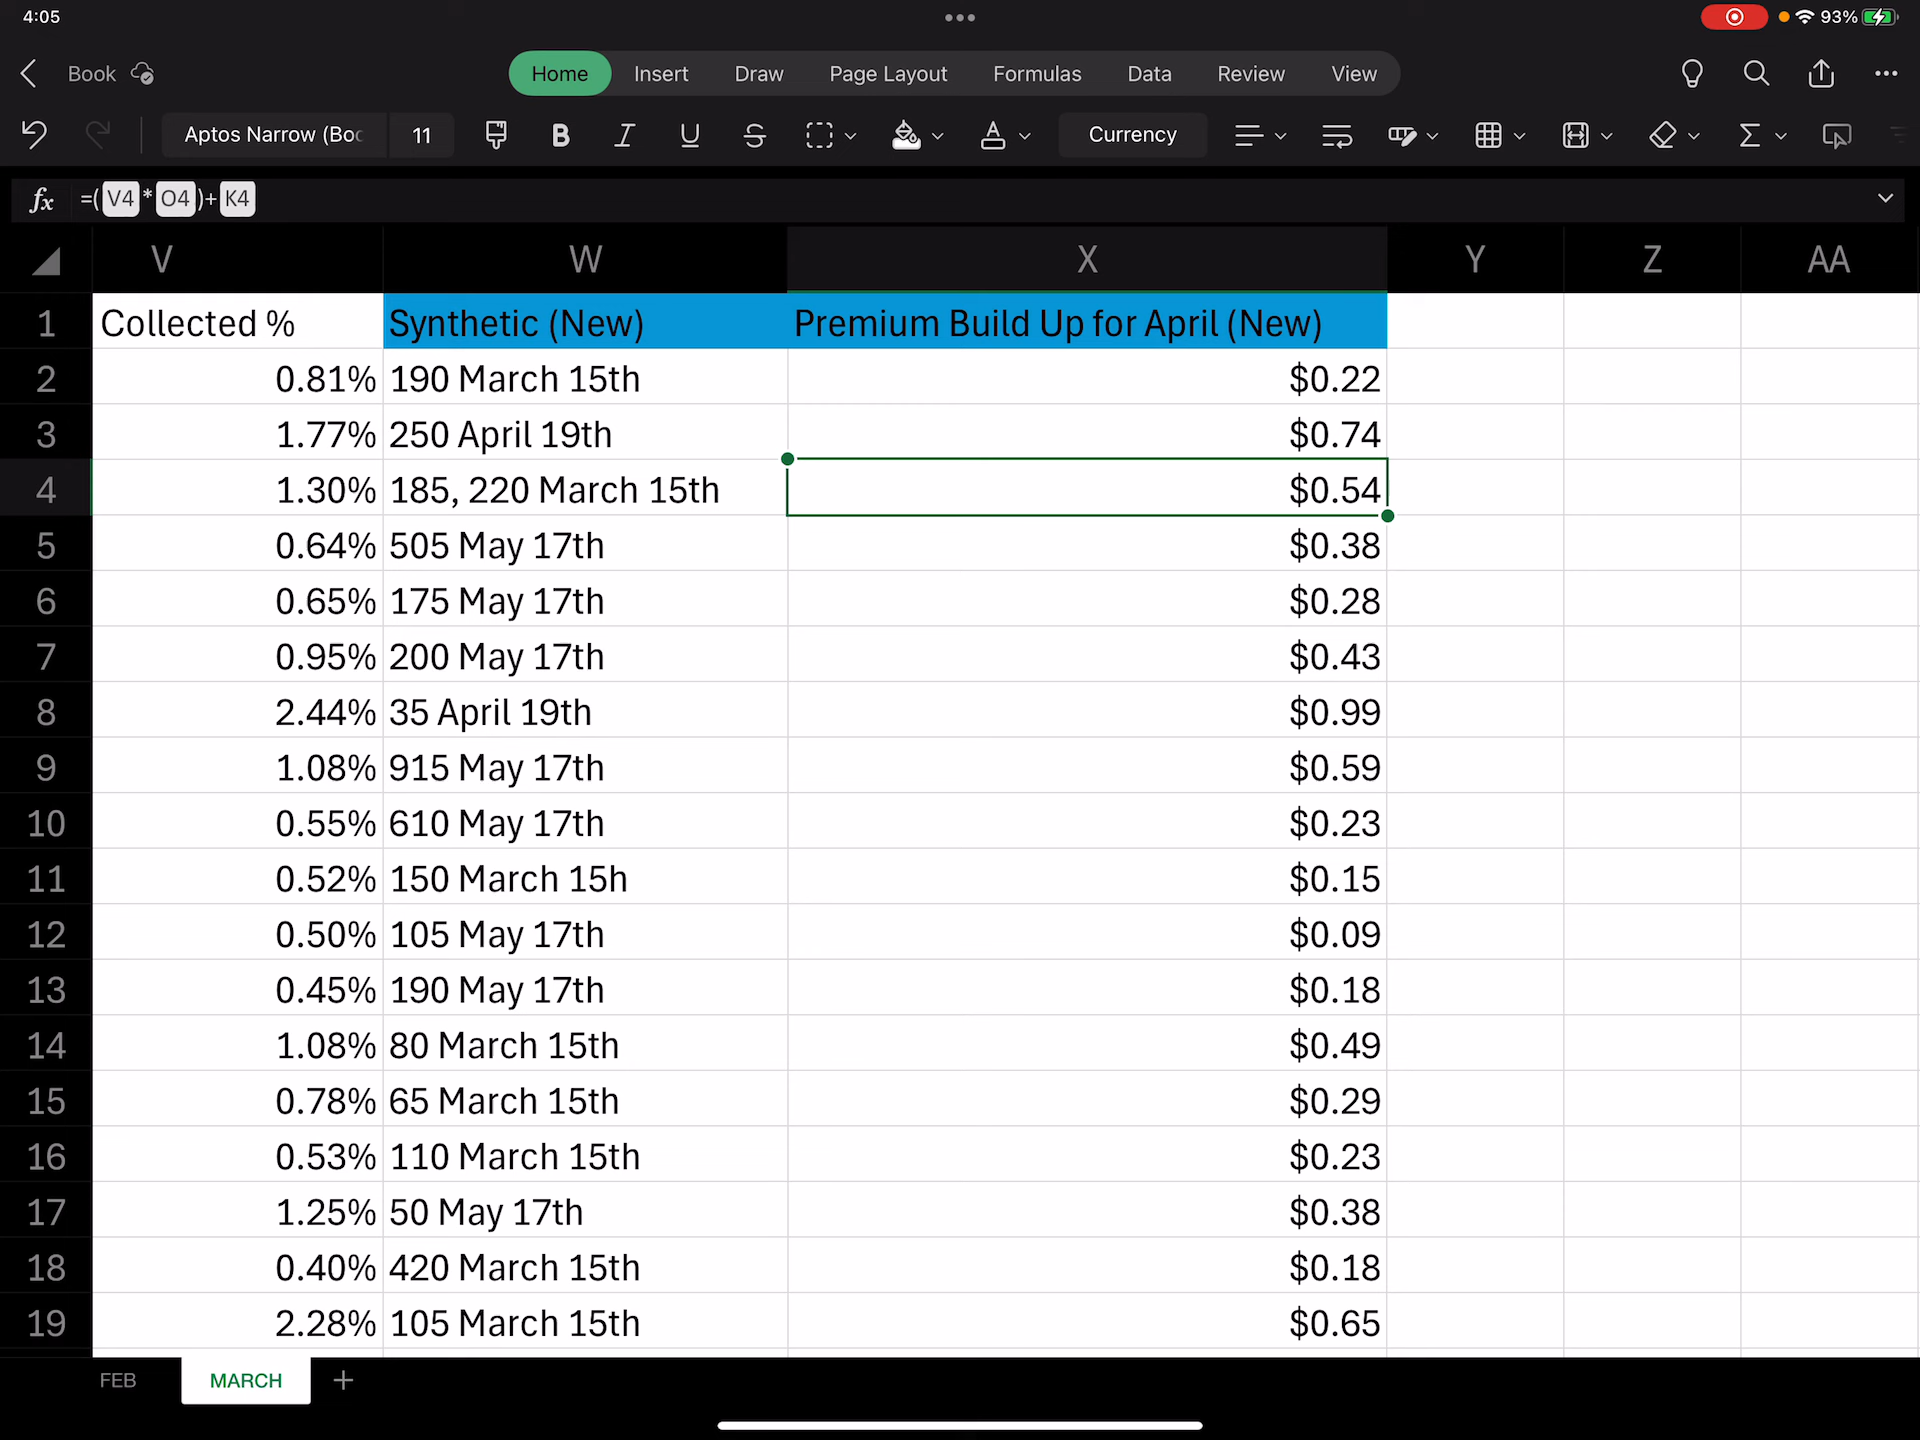 4:05
93%
Book
Home Insert Draw Page Layout Formulas Data Review View
Aptos Narrow (Boc 11 B I U S A Currency Σ
fx =(V4*O4)+K4
V W X Y Z AA
1 Collected % Synthetic (New) Premium Build Up for April (New)
2 0.81% 190 March 15th $0.22
3 1.77% 250 April 19th $0.74
4 1.30% 185, 220 March 15th $0.54
5 0.64% 505 May 17th $0.38
6 0.65% 175 May 17th $0.28
7 0.95% 200 May 17th $0.43
8 2.44% 35 April 19th $0.99
9 1.08% 915 May 17th $0.59
10 0.55% 610 May 17th $0.23
11 0.52% 150 March 15h $0.15
12 0.50% 105 May 17th $0.09
13 0.45% 190 May 17th $0.18
14 1.08% 80 March 15th $0.49
15 0.78% 65 March 15th $0.29
16 0.53% 110 March 15th $0.23
17 1.25% 50 May 17th $0.38
18 0.40% 420 March 15th $0.18
19 2.28% 105 March 15th $0.65
FEB MARCH +